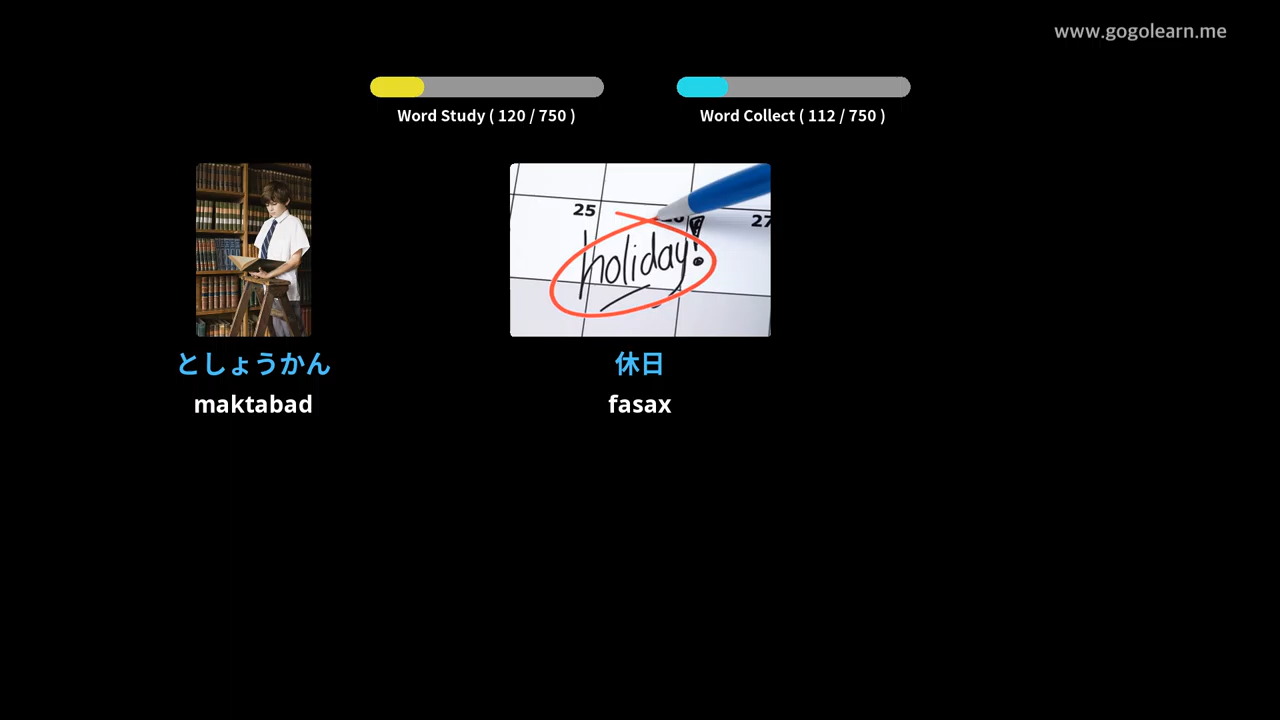 www.gogolearn.me
Word Study ( 120 / 750 )
Word Collect ( 112 / 750 )
25
27
holiday!
としょうかん
休日
maktabad
fasax